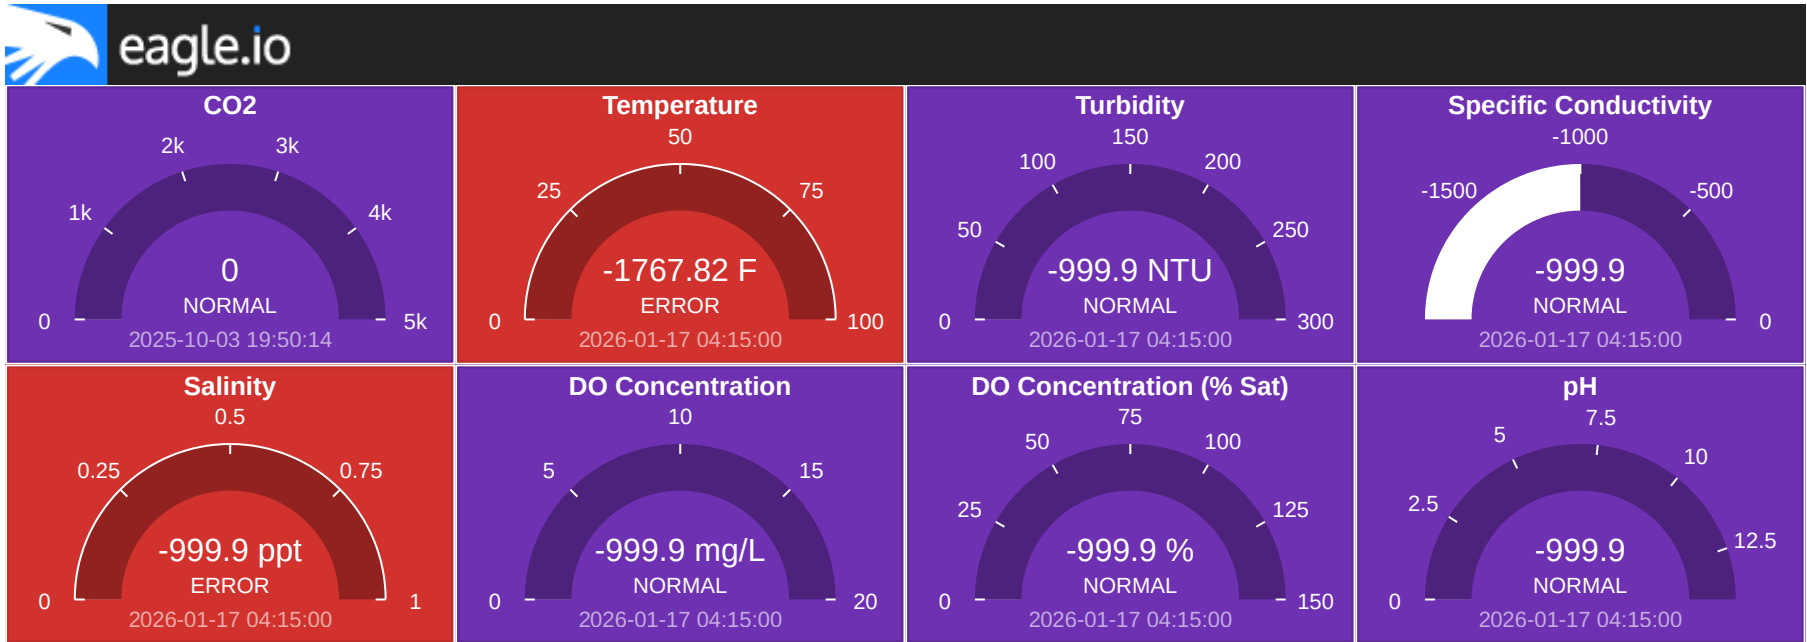 eagle.io
CO2
2k
3k
1k
4k
0
NORMAL
0
5k
2025-10-03 19:50:14
Temperature
50
25
75
-1767.82 F
ERROR
0
100
2026-01-17 04:15:00
Turbidity
150
100
200
50
250
-999.9 NTU
NORMAL
0
300
2026-01-17 04:15:00
Specific Conductivity
-1000
-1500
-500
-999.9
NORMAL
0
2026-01-17 04:15:00
Salinity
0.5
0.25
0.75
-999.9 ppt
ERROR
0
1
2026-01-17 04:15:00
DO Concentration
10
5
15
-999.9 mg/L
NORMAL
0
20
2026-01-17 04:15:00
DO Concentration (% Sat)
75
50
100
25
125
-999.9 %
NORMAL
0
150
2026-01-17 04:15:00
pH
7.5
5
10
2.5
12.5
-999.9
NORMAL
0
2026-01-17 04:15:00